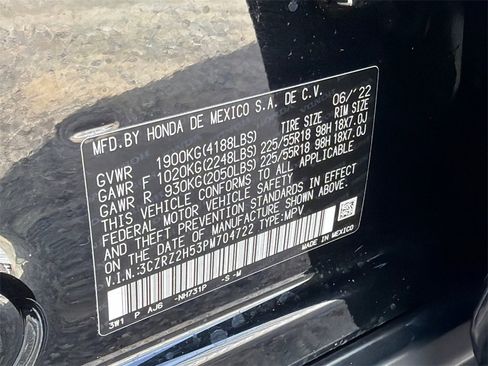 MFD. BY HONDA DE MEXICO S.A. DE C.V. 06/'22
TIRE SIZE RIM SIZE
GVWR 1900KG(4188LBS)
GAWR F 1020KG(2248LBS) 225/55R18 98H 18X7.0J
GAWR R 930KG(2050LBS) 225/55R18 98H 18X7.0J
THIS VEHICLE CONFORMS TO ALL APPLICABLE
FEDERAL MOTOR VEHICLE SAFETY
AND THEFT PREVENTION STANDARDS IN EFFECT
ON THE DATE OF MANUFACTURE SHOWN ABOVE.
V.I.N.:3CZRZ2H53PM704722 TYPE:MPV
3W1 P AJ6 -NH731P -S -M
MADE IN MEXICO